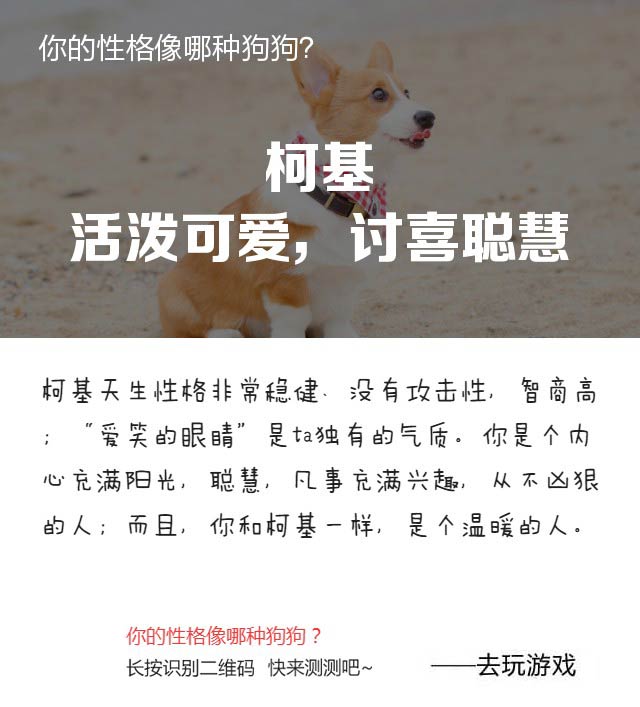 你的性格像哪种狗狗?
柯基
活泼可爱，讨喜聪慧
柯基天生性格非常稳健、没有攻击性，智商高
；“爱笑的眼睛”是ta独有的气质。你是个内
心充满阳光，聪慧，凡事充满兴趣，从不凶狠
的人；而且，你和柯基一样，是个温暖的人。
你的性格像哪种狗狗？
长按识别二维码 快来测测吧~
——去玩游戏